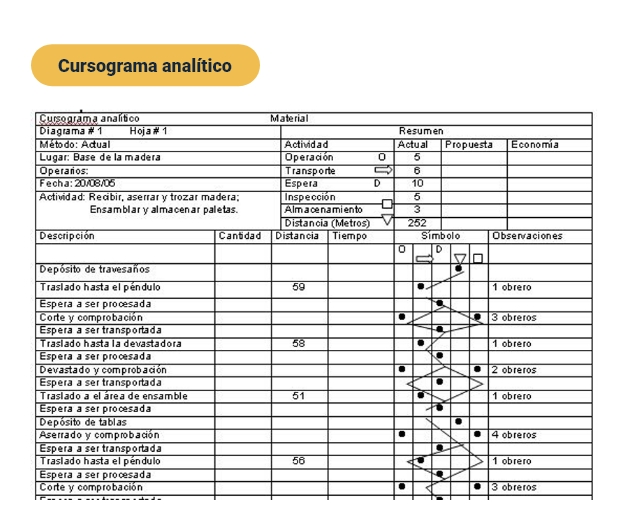 Cursograma analítico
Cursograma analítico Material
Diagrama # 1 Hoja # 1 Resumen
Método: Actual Actividad Actual Propuesta Economía
Lugar: Base de la madera Operación O 5
Operarios: Transporte 6
Fecha: 20/08/05 Espera D 10
Actividad: Recibir, aserrar y trozar madera; Inspección 5
Ensamblar y almacenar paletas. Almacenamiento 3
Distancia (Metros) 252
Descripción Cantidad Distancia Tiempo Símbolo Observaciones
O D
Depósito de travesaños
Traslado hasta el péndulo 59 1 obrero
Espera a ser procesada
Corte y comprobación 3 obreros
Espera a ser transportada
Traslado hasta la devastadora 58 1 obrero
Espera a ser procesada
Devastado y comprobación 2 obreros
Espera a ser transportada
Traslado a el área de ensamble 51 1 obrero
Espera a ser procesada
Depósito de tablas
Aserrado y comprobación 4 obreros
Espera a ser transportada
Traslado hasta el péndulo 56 1 obrero
Espera a ser procesada
Corte y comprobación 3 obreros